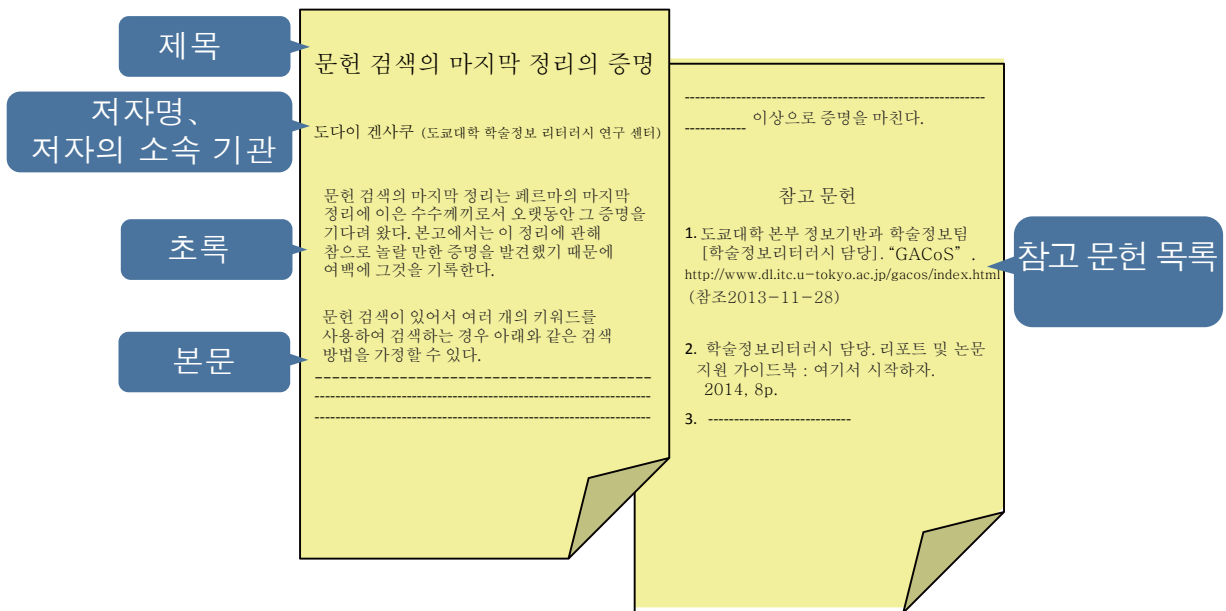 제목
문헌 검색의 마지막 정리의 증명
저자명、
저자의 소속 기관
도다이 겐사쿠 (도쿄대학 학술정보 리터러시 연구 센터)
초록
문헌 검색의 마지막 정리는 페르마의 마지막
정리에 이은 수수께끼로서 오랫동안 그 증명을
기다려 왔다. 본고에서는 이 정리에 관해
참으로 놀랄 만한 증명을 발견했기 때문에
여백에 그것을 기록한다.
본문
문헌 검색이 있어서 여러 개의 키워드를
사용하여 검색하는 경우 아래와 같은 검색
방법을 가정할 수 있다.
이상으로 증명을 마친다.
참고 문헌
1. 도쿄대학 본부 정보기반과 학술정보팀
[학술정보리터러시 담당]. “GACoS” .
http://www.dl.itc.u-tokyo.ac.jp/gacos/index.html
(참조2013-11-28)
2. 학술정보리터러시 담당. 리포트 및 논문
지원 가이드북 : 여기서 시작하자.
2014, 8p.
3. ----------------------------
참고 문헌 목록